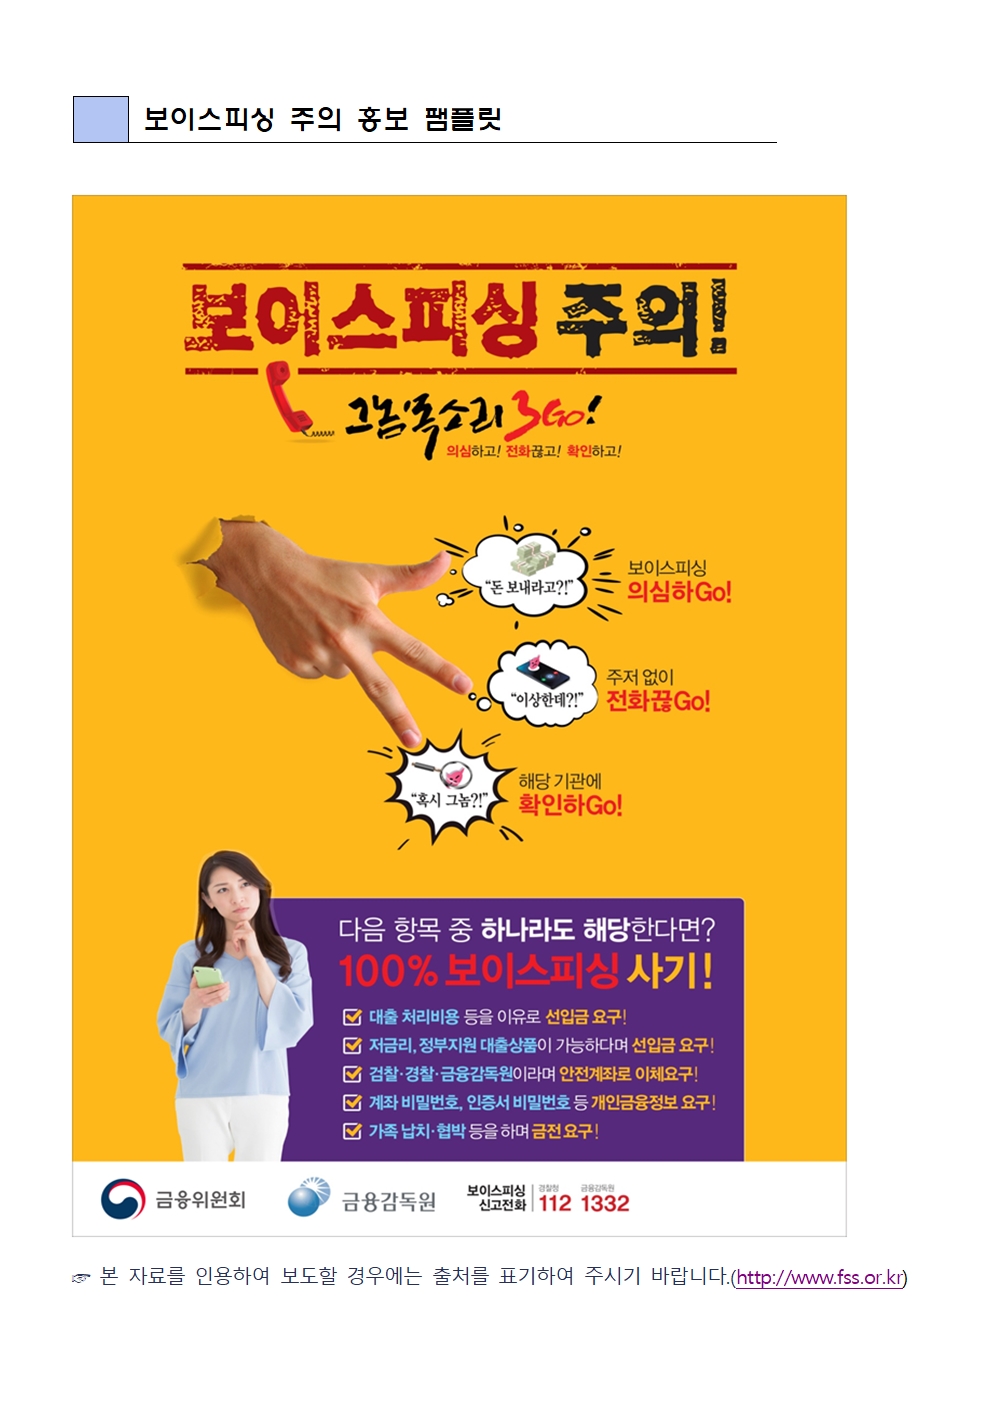 보이스피싱 주의 홍보 팸플릿
보이스피싱 주의!
그놈 목소리 3GO!
의심하고! 전화끊고! 확인하고!
"돈 보내라고?!"
보이스피싱
의심하Go!
"이상한데?!"
주저 없이
전화끊Go!
"혹시 그놈?!"
해당 기관에
확인하Go!
다음 항목 중 하나라도 해당한다면?
100% 보이스피싱 사기!
대출 처리비용 등을 이유로 선입금 요구!
저금리, 정부지원 대출상품이 가능하다며 선입금 요구!
검찰·경찰·금융감독원이라며 안전계좌로 이체요구!
계좌 비밀번호, 인증서 비밀번호 등 개인금융정보 요구!
가족 납치·협박 등을 하며 금전 요구!
금융위원회
금융감독원
보이스피싱 신고전화
경찰청 112
금융감독원 1332
☞ 본 자료를 인용하여 보도할 경우에는 출처를 표기하여 주시기 바랍니다.(http://www.fss.or.kr)